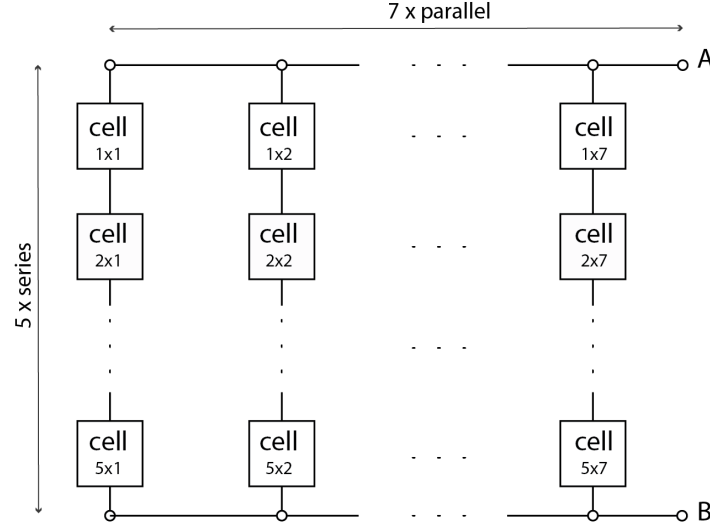 7 x parallel
A
cell
1x1
cell
1x2
cell
1x7
cell
2x1
cell
2x2
cell
2x7
5 x series
cell
5x1
cell
5x2
cell
5x7
B